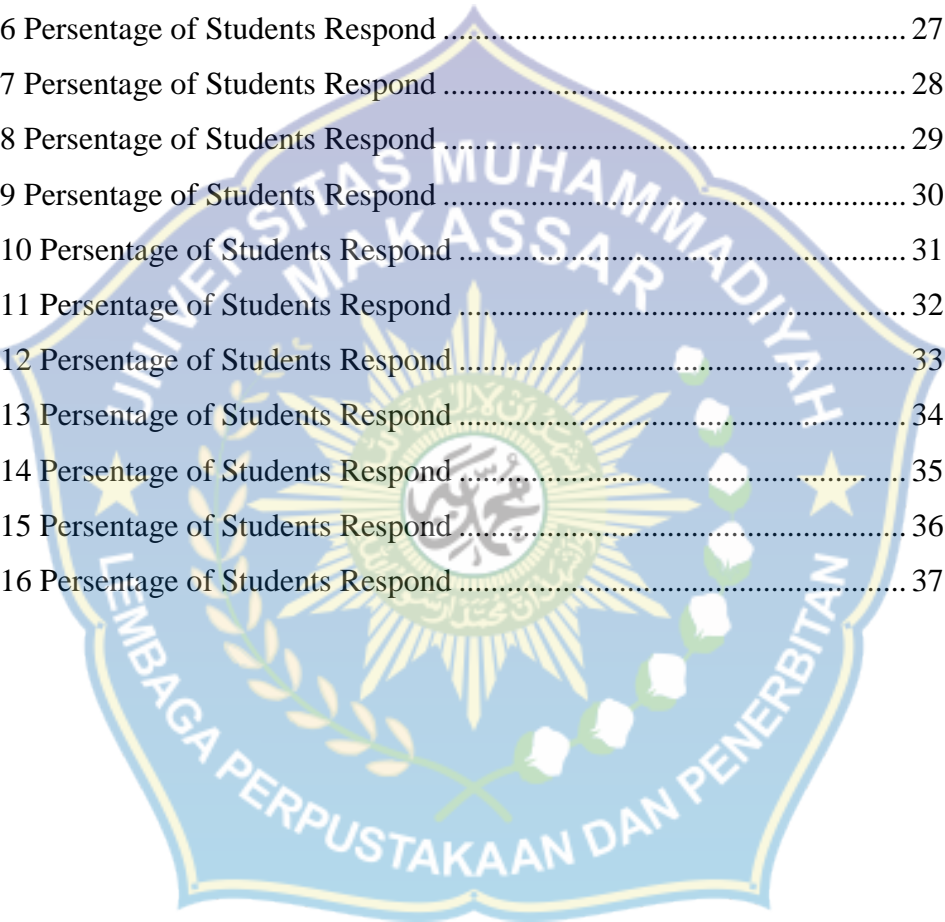 6 Persentage of Students Respond ........................................................ 27
7 Persentage of Students Respond ........................................................ 28
8 Persentage of Students Respond ........................................................ 29
9 Persentage of Students Respond ........................................................ 30
10 Persentage of Students Respond ...................................................... 31
11 Persentage of Students Respond ...................................................... 32
12 Persentage of Students Respond ...................................................... 33
13 Persentage of Students Respond ...................................................... 34
14 Persentage of Students Respond ...................................................... 35
15 Persentage of Students Respond ...................................................... 36
16 Persentage of Students Respond ...................................................... 37
UNIVERSITAS MUHAMMADIYAH
MAKASSAR
LEMBAGA PERPUSTAKAAN DAN PENERBITAN